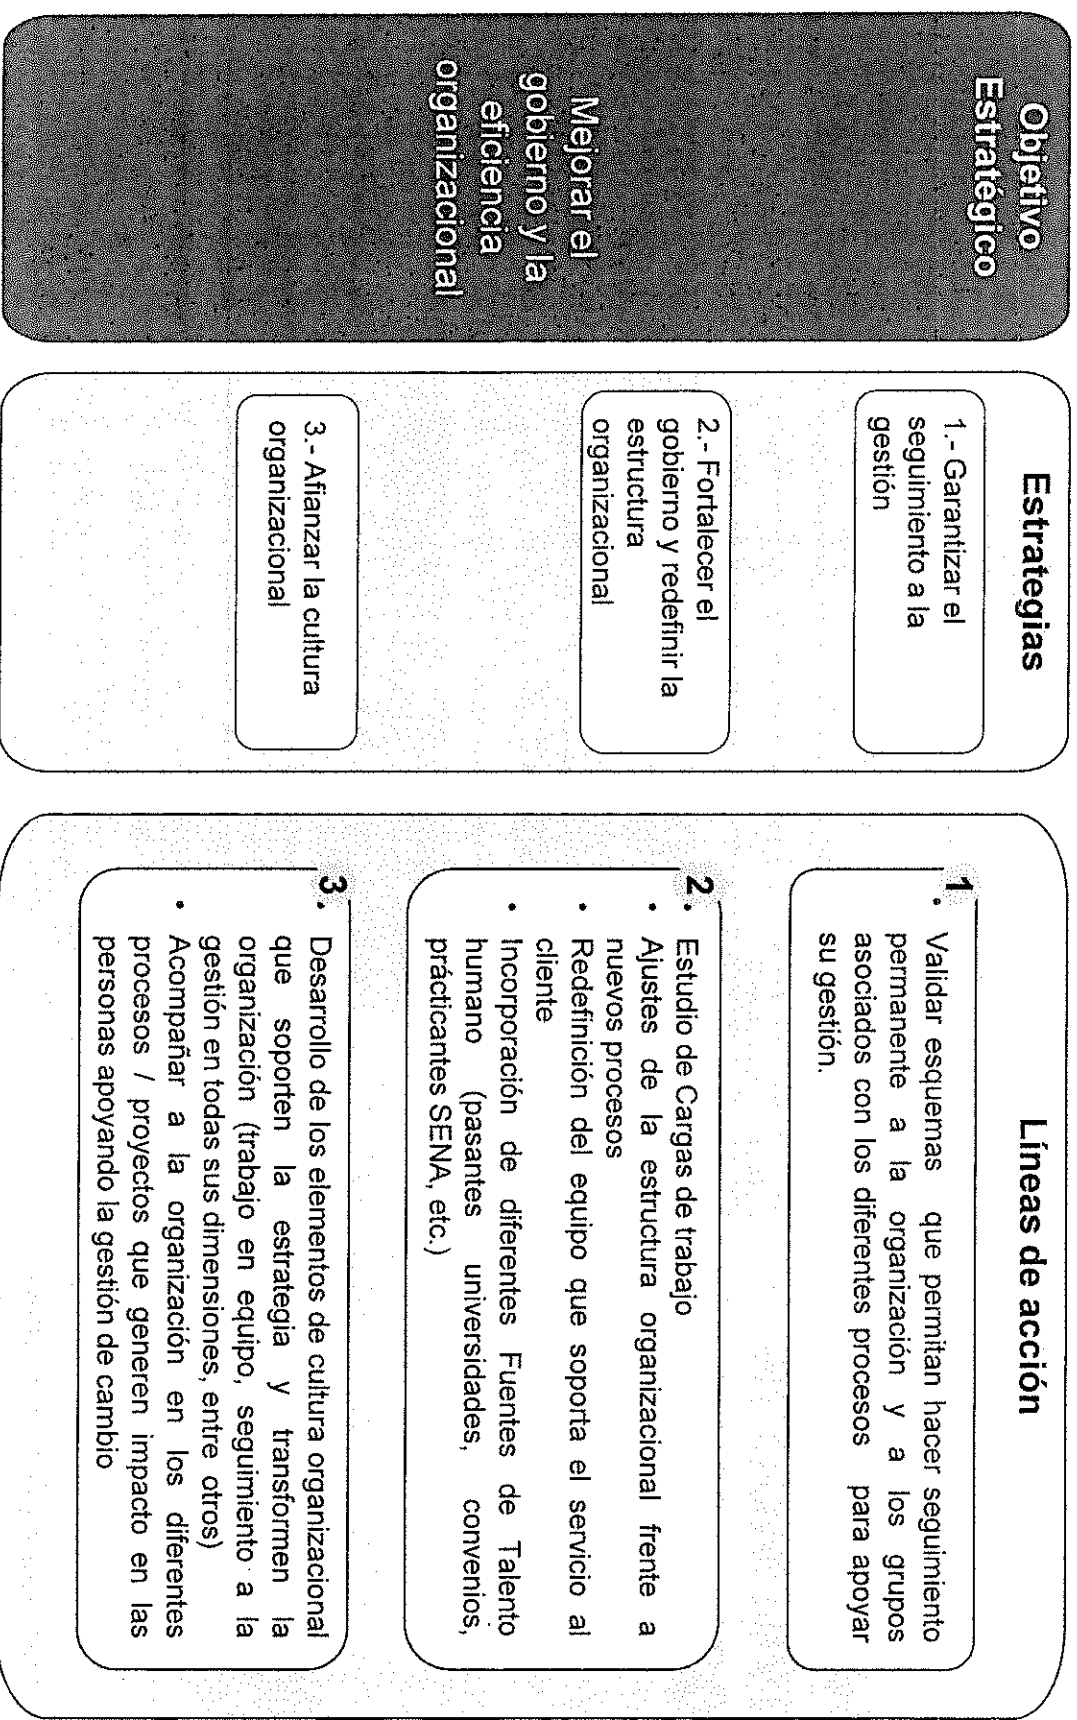 Objetivo
Estratégico
Mejorar el
gobierno y la
eficiencia
organizacional
Estrategias
1.- Garantizar el
seguimiento a la
gestión
2.- Fortalecer el
gobierno y redefinir la
estructura
organizacional
3.- Afianzar la cultura
organizacional
Líneas de acción
1
• Validar esquemas que permitan hacer seguimiento
permanente a la organización y a los grupos
asociados con los diferentes procesos para apoyar
su gestión.
2
• Estudio de Cargas de trabajo
• Ajustes de la estructura organizacional frente a
nuevos procesos
• Redefinición del equipo que soporta el servicio al
cliente
• Incorporación de diferentes Fuentes de Talento
humano (pasantes universidades, convenios,
prácticantes SENA, etc.)
3
• Desarrollo de los elementos de cultura organizacional
que soporten la estrategia y transformen la
organización (trabajo en equipo, seguimiento a la
gestión en todas sus dimensiones, entre otros)
• Acompañar a la organización en los diferentes
procesos / proyectos que generen impacto en las
personas apoyando la gestión de cambio